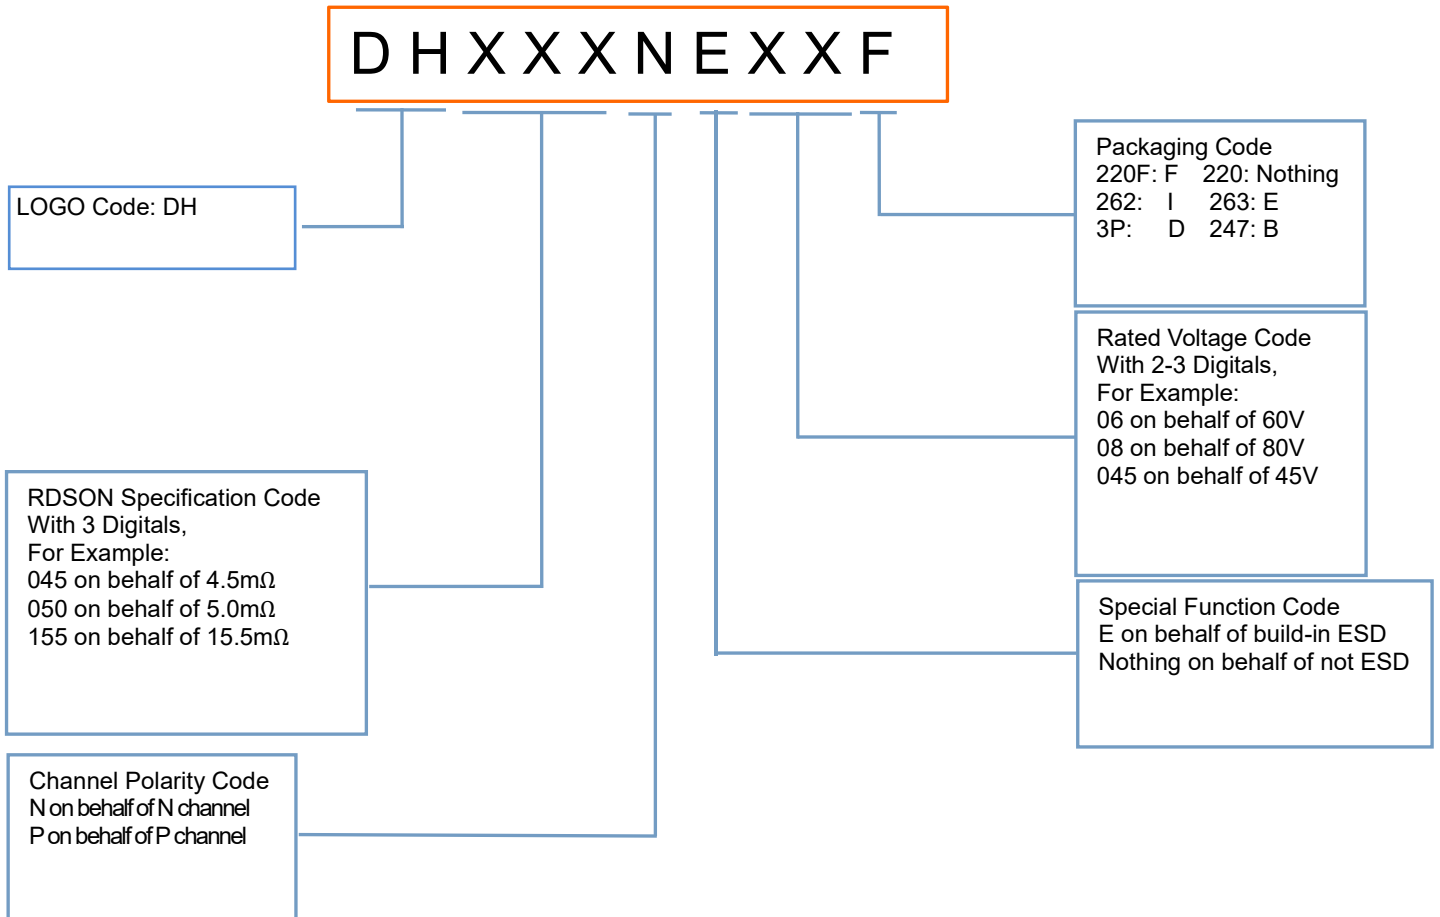 D H X X X N E X X F
LOGO Code: DH
RDSON Specification Code
With 3 Digitals,
For Example:
045 on behalf of 4.5mΩ
050 on behalf of 5.0mΩ
155 on behalf of 15.5mΩ
Channel Polarity Code
N on behalf of N channel
P on behalf of P channel
Packaging Code
220F: F 220: Nothing
262: I 263: E
3P: D 247: B
Rated Voltage Code
With 2-3 Digitals,
For Example:
06 on behalf of 60V
08 on behalf of 80V
045 on behalf of 45V
Special Function Code
E on behalf of build-in ESD
Nothing on behalf of not ESD